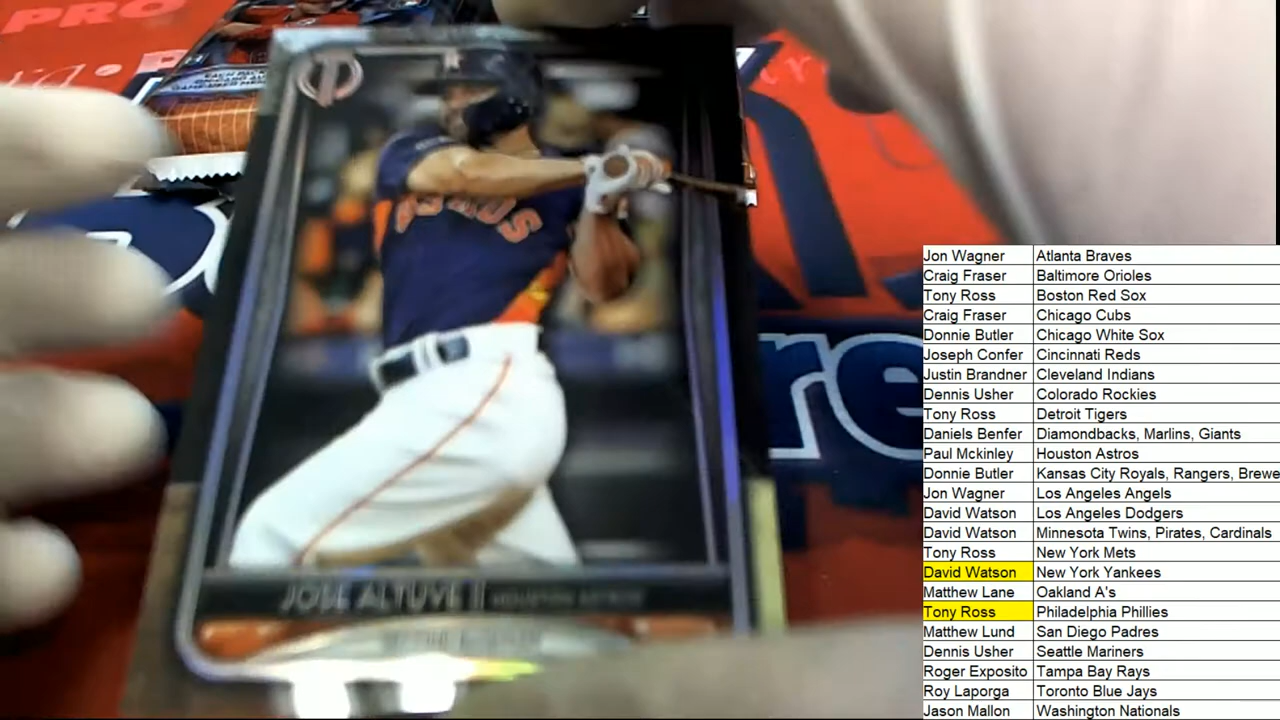 PRO
ASTROS
JOSE ALTUVE || HOUSTON ASTROS
re
Jon Wagner Atlanta Braves
Craig Fraser Baltimore Orioles
Tony Ross Boston Red Sox
Craig Fraser Chicago Cubs
Donnie Butler Chicago White Sox
Joseph Confer Cincinnati Reds
Justin Brandner Cleveland Indians
Dennis Usher Colorado Rockies
Tony Ross Detroit Tigers
Daniels Benfer Diamondbacks, Marlins, Giants
Paul Mckinley Houston Astros
Donnie Butler Kansas City Royals, Rangers, Brewe
Jon Wagner Los Angeles Angels
David Watson Los Angeles Dodgers
David Watson Minnesota Twins, Pirates, Cardinals
Tony Ross New York Mets
David Watson New York Yankees
Matthew Lane Oakland A's
Tony Ross Philadelphia Phillies
Matthew Lund San Diego Padres
Dennis Usher Seattle Mariners
Roger Exposito Tampa Bay Rays
Roy Laporga Toronto Blue Jays
Jason Mallon Washington Nationals